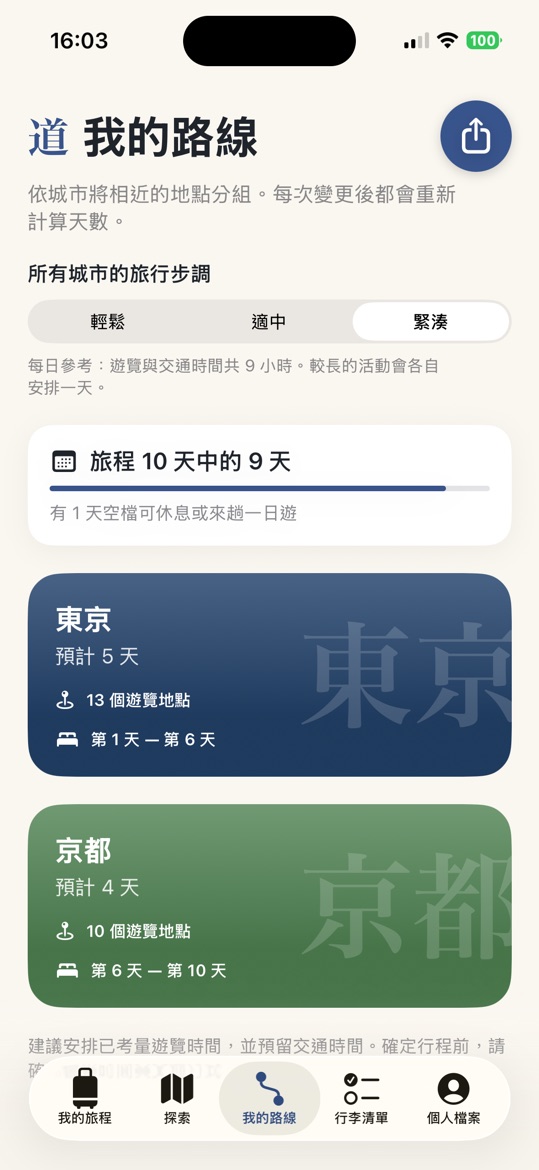 16:03
100
道 我的路線
依城市將相近的地點分組。每次變更後都會重新
計算天數。
所有城市的旅行步調
輕鬆
適中
緊湊
每日參考：遊覽與交通時間共 9 小時。較長的活動會各自
安排一天。
旅程 10 天中的 9 天
有 1 天空檔可休息或來趟一日遊
東京
東京
預計 5 天
13 個遊覽地點
第 1 天 — 第 6 天
京都
京都
預計 4 天
10 個遊覽地點
第 6 天 — 第 10 天
建議安排已考量遊覽時間，並預留交通時間。確定行程前，請
確
我的旅程
探索
我的路線
行李清單
個人檔案